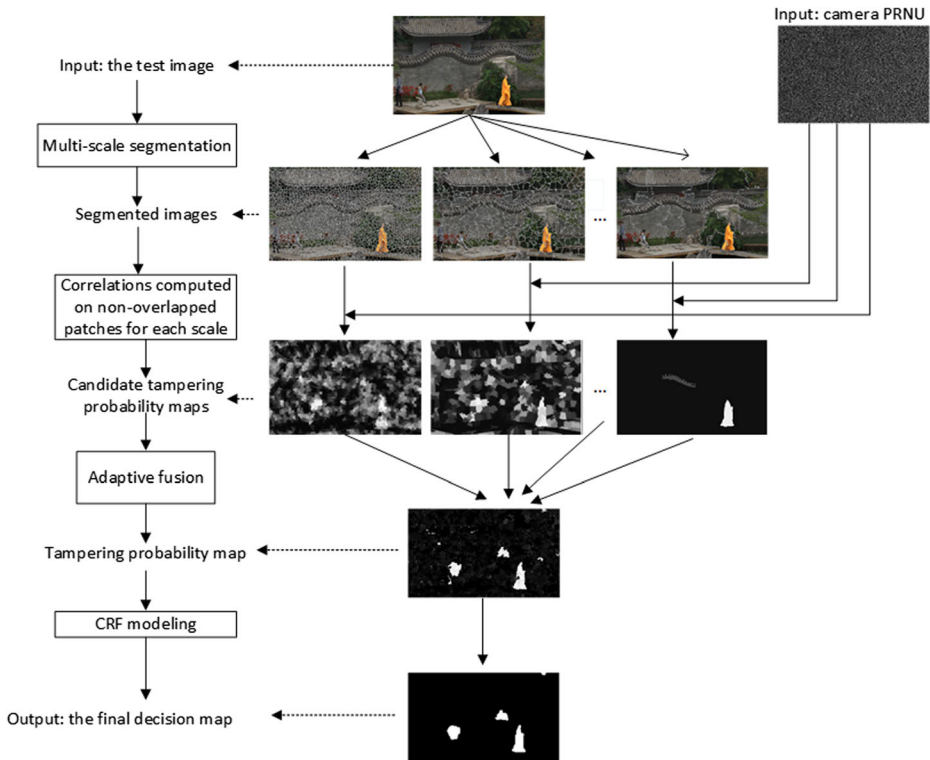 Input: camera PRNU
Input: the test image
Multi-scale segmentation
Segmented images
...
Correlations computed
on non-overlapped
patches for each scale
Candidate tampering
probability maps
...
Adaptive fusion
Tampering probability map
CRF modeling
Output: the final decision map